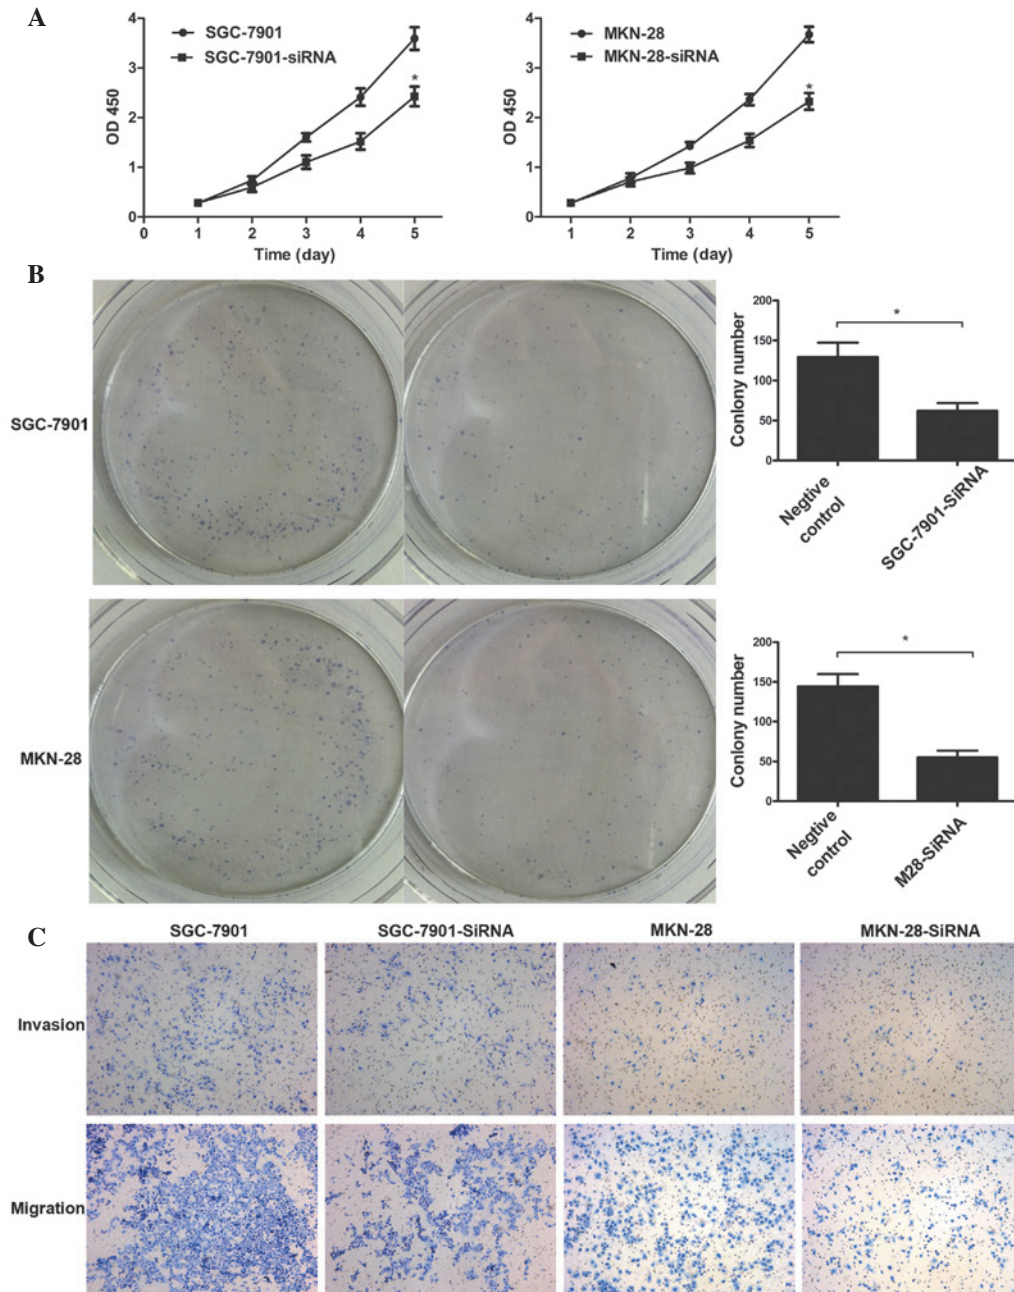 A
SGC-7901
SGC-7901-siRNA
OD 450
4
3
2
1
0
*
0 1 2 3 4 5
Time (day)
MKN-28
MKN-28-siRNA
OD 450
4
3
2
1
0
*
1 2 3 4 5
Time (day)
B
SGC-7901
Conlony number
200
150
100
50
0
*
Negtive
control
SGC-7901-SiRNA
MKN-28
Conlony number
200
150
100
50
0
*
Negtive
control
M28-SiRNA
C
SGC-7901 SGC-7901-SiRNA MKN-28 MKN-28-SiRNA
Invasion
Migration